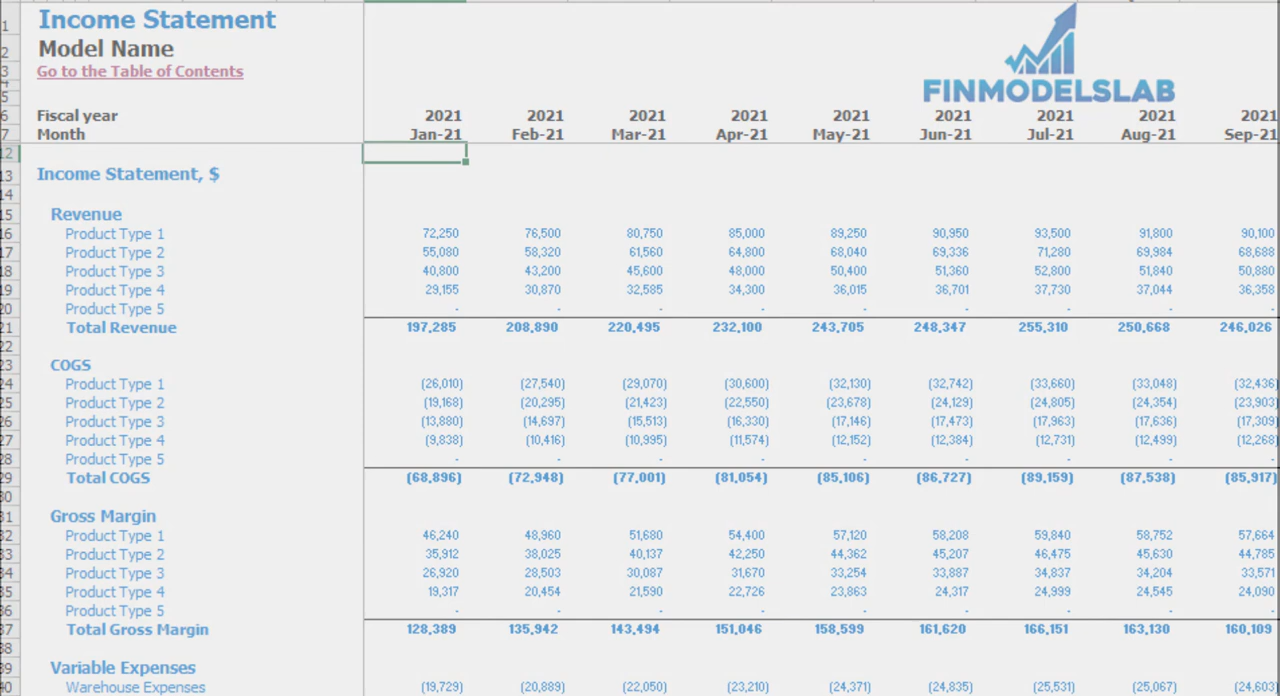 Income Statement
Model Name
Go to the Table of Contents
FINMODELSLAB
Fiscal year 2021 2021 2021 2021 2021 2021 2021 2021 2021
Month Jan-21 Feb-21 Mar-21 Apr-21 May-21 Jun-21 Jul-21 Aug-21 Sep-21
Income Statement, $
Revenue
Product Type 1 72,250 76,500 80,750 85,000 89,250 90,950 93,500 91,800 90,100
Product Type 2 55,080 58,320 61,560 64,800 68,040 69,336 71,280 69,984 68,688
Product Type 3 40,800 43,200 45,600 48,000 50,400 51,360 52,800 51,840 50,880
Product Type 4 29,155 30,870 32,585 34,300 36,015 36,701 37,730 37,044 36,358
Product Type 5 - - - - - - - - -
Total Revenue 197,285 208,890 220,495 232,100 243,705 248,347 255,310 250,668 246,026
COGS
Product Type 1 (26,010) (27,540) (29,070) (30,600) (32,130) (32,742) (33,660) (33,048) (32,436)
Product Type 2 (19,168) (20,295) (21,423) (22,550) (23,678) (24,129) (24,805) (24,354) (23,903)
Product Type 3 (13,880) (14,697) (15,513) (16,330) (17,146) (17,473) (17,963) (17,636) (17,309)
Product Type 4 (9,838) (10,416) (10,995) (11,574) (12,152) (12,384) (12,731) (12,499) (12,268)
Product Type 5 - - - - - - - - -
Total COGS (68,896) (72,948) (77,001) (81,054) (85,106) (86,727) (89,159) (87,538) (85,917)
Gross Margin
Product Type 1 46,240 48,960 51,680 54,400 57,120 58,208 59,840 58,752 57,664
Product Type 2 35,912 38,025 40,137 42,250 44,362 45,207 46,475 45,630 44,785
Product Type 3 26,920 28,503 30,087 31,670 33,254 33,887 34,837 34,204 33,571
Product Type 4 19,317 20,454 21,590 22,726 23,863 24,317 24,999 24,545 24,090
Product Type 5 - - - - - - - - -
Total Gross Margin 128,389 135,942 143,494 151,046 158,599 161,620 166,151 163,130 160,109
Variable Expenses
Warehouse Expenses (19,729) (20,889) (22,050) (23,210) (24,371) (24,835) (25,531) (25,067) (24,603)